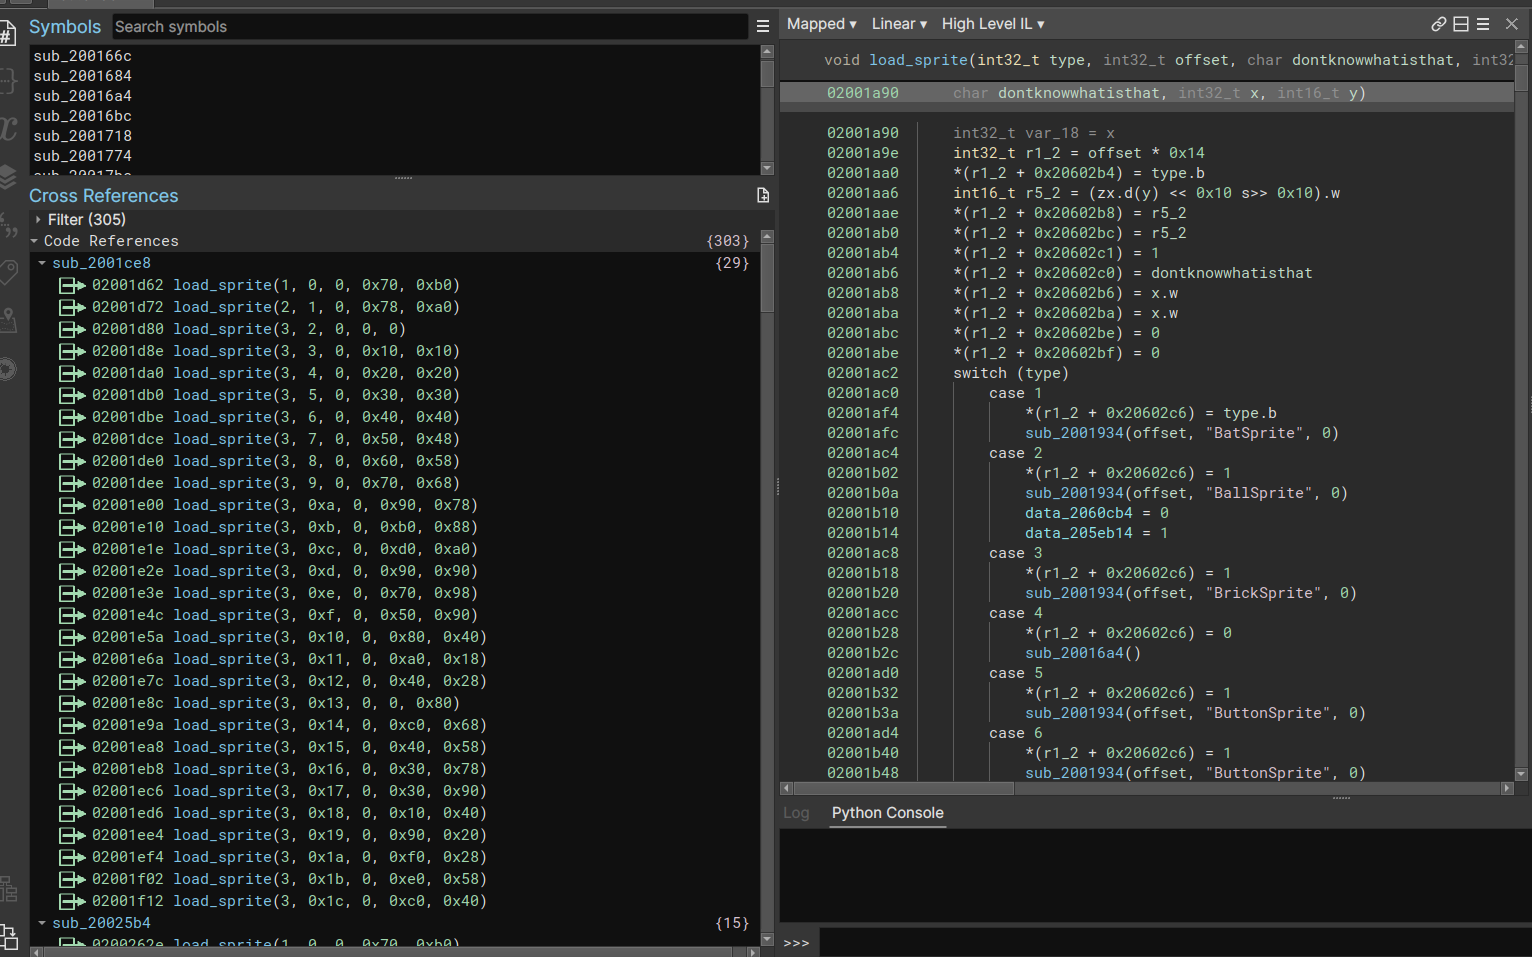 Symbols
Search symbols
sub_200166c
sub_2001684
sub_20016a4
sub_20016bc
sub_2001718
sub_2001774
Cross References
Filter (305)
Code References {303}
sub_2001ce8 {29}
02001d62 load_sprite(1, 0, 0, 0x70, 0xb0)
02001d72 load_sprite(2, 1, 0, 0x78, 0xa0)
02001d80 load_sprite(3, 2, 0, 0, 0)
02001d8e load_sprite(3, 3, 0, 0x10, 0x10)
02001da0 load_sprite(3, 4, 0, 0x20, 0x20)
02001db0 load_sprite(3, 5, 0, 0x30, 0x30)
02001dbe load_sprite(3, 6, 0, 0x40, 0x40)
02001dce load_sprite(3, 7, 0, 0x50, 0x48)
02001de0 load_sprite(3, 8, 0, 0x60, 0x58)
02001dee load_sprite(3, 9, 0, 0x70, 0x68)
02001e00 load_sprite(3, 0xa, 0, 0x90, 0x78)
02001e10 load_sprite(3, 0xb, 0, 0xb0, 0x88)
02001e1e load_sprite(3, 0xc, 0, 0xd0, 0xa0)
02001e2e load_sprite(3, 0xd, 0, 0x90, 0x90)
02001e3e load_sprite(3, 0xe, 0, 0x70, 0x98)
02001e4c load_sprite(3, 0xf, 0, 0x50, 0x90)
02001e5a load_sprite(3, 0x10, 0, 0x80, 0x40)
02001e6a load_sprite(3, 0x11, 0, 0xa0, 0x18)
02001e7c load_sprite(3, 0x12, 0, 0x40, 0x28)
02001e8c load_sprite(3, 0x13, 0, 0, 0x80)
02001e9a load_sprite(3, 0x14, 0, 0xc0, 0x68)
02001ea8 load_sprite(3, 0x15, 0, 0x40, 0x58)
02001eb8 load_sprite(3, 0x16, 0, 0x30, 0x78)
02001ec6 load_sprite(3, 0x17, 0, 0x30, 0x90)
02001ed6 load_sprite(3, 0x18, 0, 0x10, 0x40)
02001ee4 load_sprite(3, 0x19, 0, 0x90, 0x20)
02001ef4 load_sprite(3, 0x1a, 0, 0xf0, 0x28)
02001f02 load_sprite(3, 0x1b, 0, 0xe0, 0x58)
02001f12 load_sprite(3, 0x1c, 0, 0xc0, 0x40)
sub_20025b4 {15}
0200262e load_sprite(1, 0, 0, 0x70, 0xb0)
Mapped ▾ Linear ▾ High Level IL ▾
void load_sprite(int32_t type, int32_t offset, char dontknowwhatisthat, int32
02001a90 char dontknowwhatisthat, int32_t x, int16_t y)
02001a90 int32_t var_18 = x
02001a9e int32_t r1_2 = offset * 0x14
02001aa0 *(r1_2 + 0x20602b4) = type.b
02001aa6 int16_t r5_2 = (zx.d(y) << 0x10 s>> 0x10).w
02001aae *(r1_2 + 0x20602b8) = r5_2
02001ab0 *(r1_2 + 0x20602bc) = r5_2
02001ab4 *(r1_2 + 0x20602c1) = 1
02001ab6 *(r1_2 + 0x20602c0) = dontknowwhatisthat
02001ab8 *(r1_2 + 0x20602b6) = x.w
02001aba *(r1_2 + 0x20602ba) = x.w
02001abc *(r1_2 + 0x20602be) = 0
02001abe *(r1_2 + 0x20602bf) = 0
02001ac2 switch (type)
02001ac0 case 1
02001af4 *(r1_2 + 0x20602c6) = type.b
02001afc sub_2001934(offset, "BatSprite", 0)
02001ac4 case 2
02001b02 *(r1_2 + 0x20602c6) = 1
02001b0a sub_2001934(offset, "BallSprite", 0)
02001b10 data_2060cb4 = 0
02001b14 data_205eb14 = 1
02001ac8 case 3
02001b18 *(r1_2 + 0x20602c6) = 1
02001b20 sub_2001934(offset, "BrickSprite", 0)
02001acc case 4
02001b28 *(r1_2 + 0x20602c6) = 0
02001b2c sub_20016a4()
02001ad0 case 5
02001b32 *(r1_2 + 0x20602c6) = 1
02001b3a sub_2001934(offset, "ButtonSprite", 0)
02001ad4 case 6
02001b40 *(r1_2 + 0x20602c6) = 1
02001b48 sub_2001934(offset, "ButtonSprite", 0)
Log Python Console
>>>